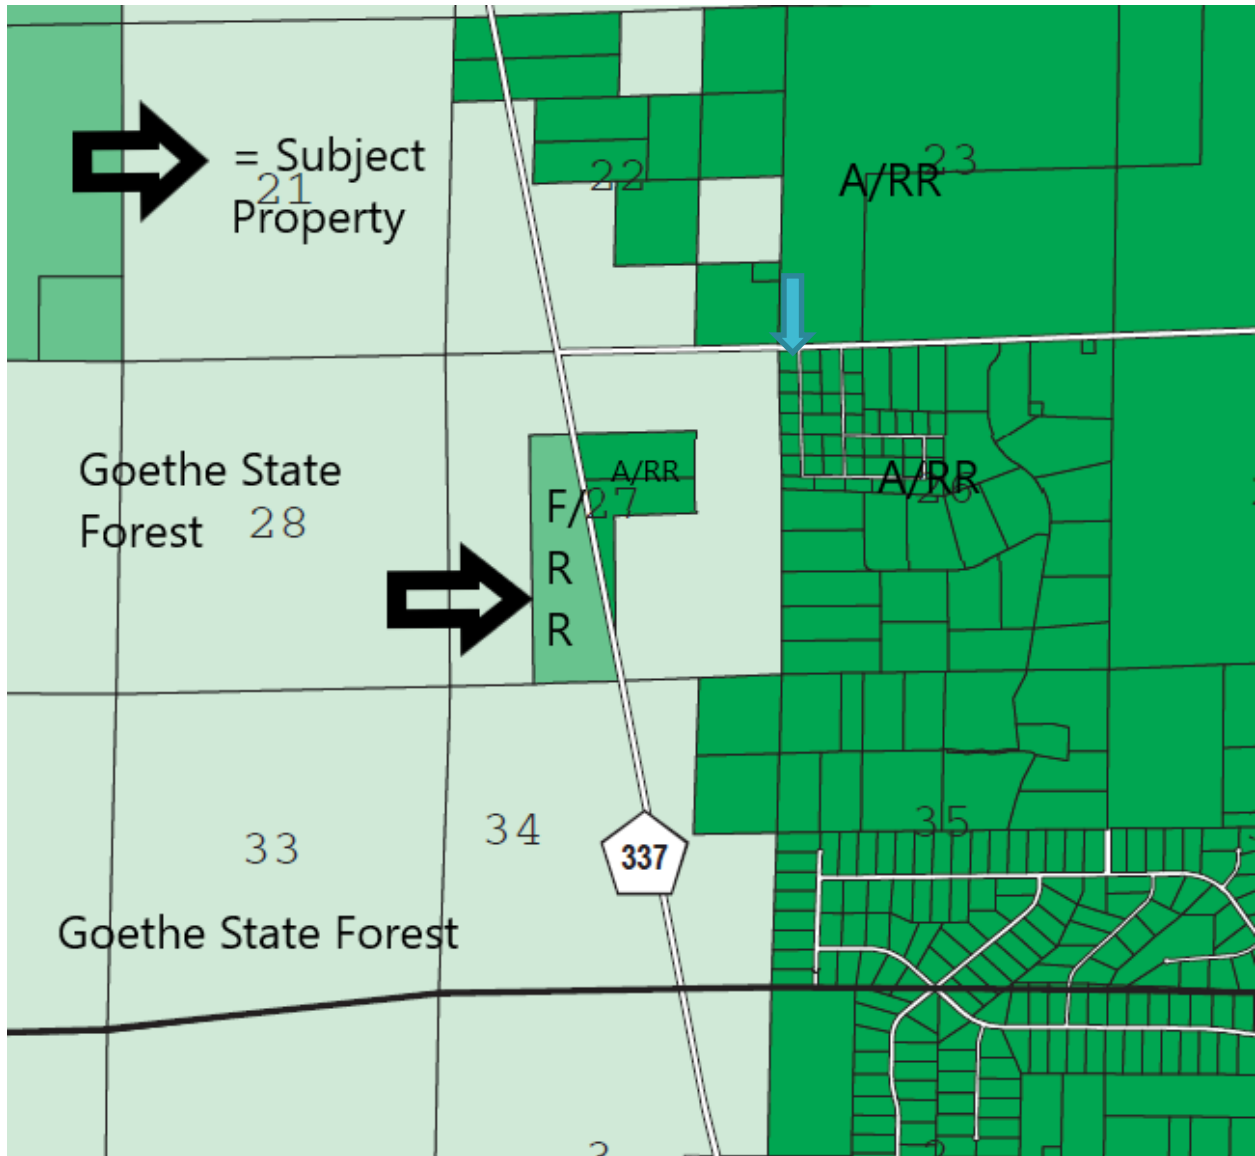 = Subject
21
Property
22
23
A/RR
Goethe State
Forest
28
A/RR
F/
27
R
R
A/RR
26
33
34
35
337
Goethe State Forest